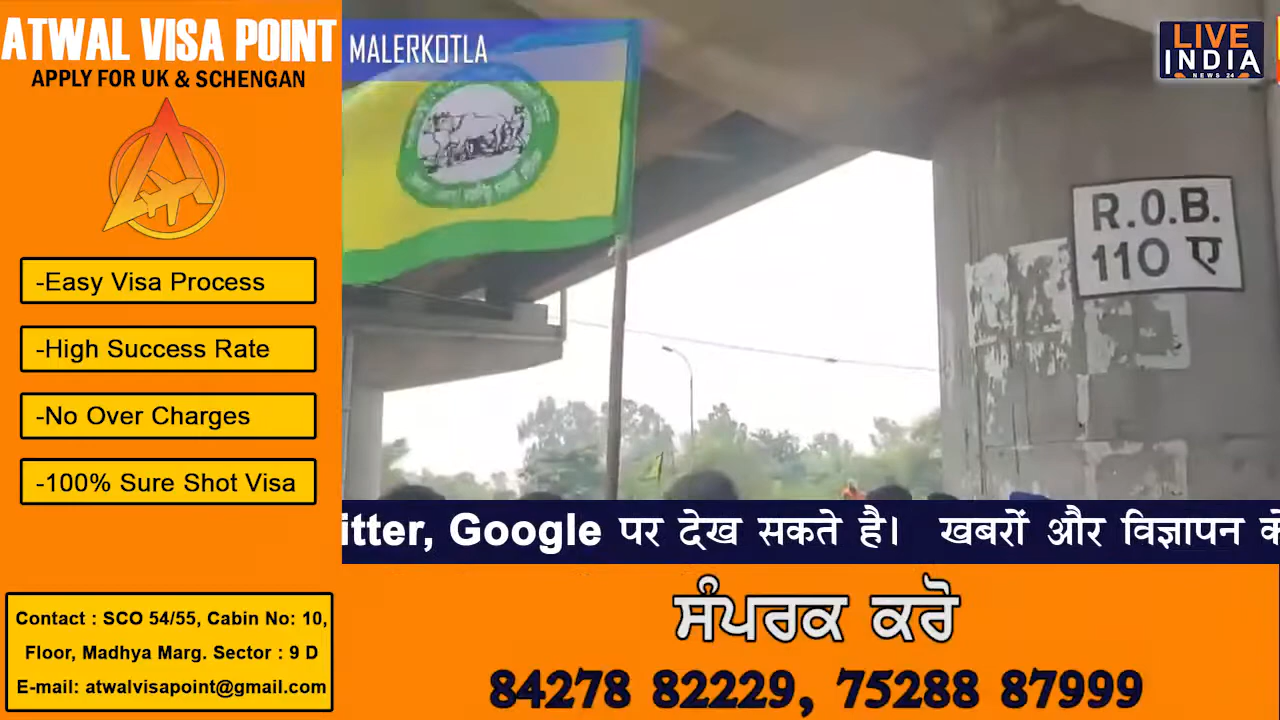 ATWAL VISA POINT
APPLY FOR UK & SCHENGAN
-Easy Visa Process
-High Success Rate
-No Over Charges
-100% Sure Shot Visa
Contact : SCO 54/55, Cabin No: 10,
Floor, Madhya Marg. Sector : 9 D
E-mail: atwalvisapoint@gmail.com
MALERKOTLA
LIVE
INDIA
NEWS 24
R.O.B.
110 ए
itter, Google पर देख सकते है। खबरों और विज्ञापन के
ਸੰਪਰਕ ਕਰੋ
84278 82229, 75288 87999